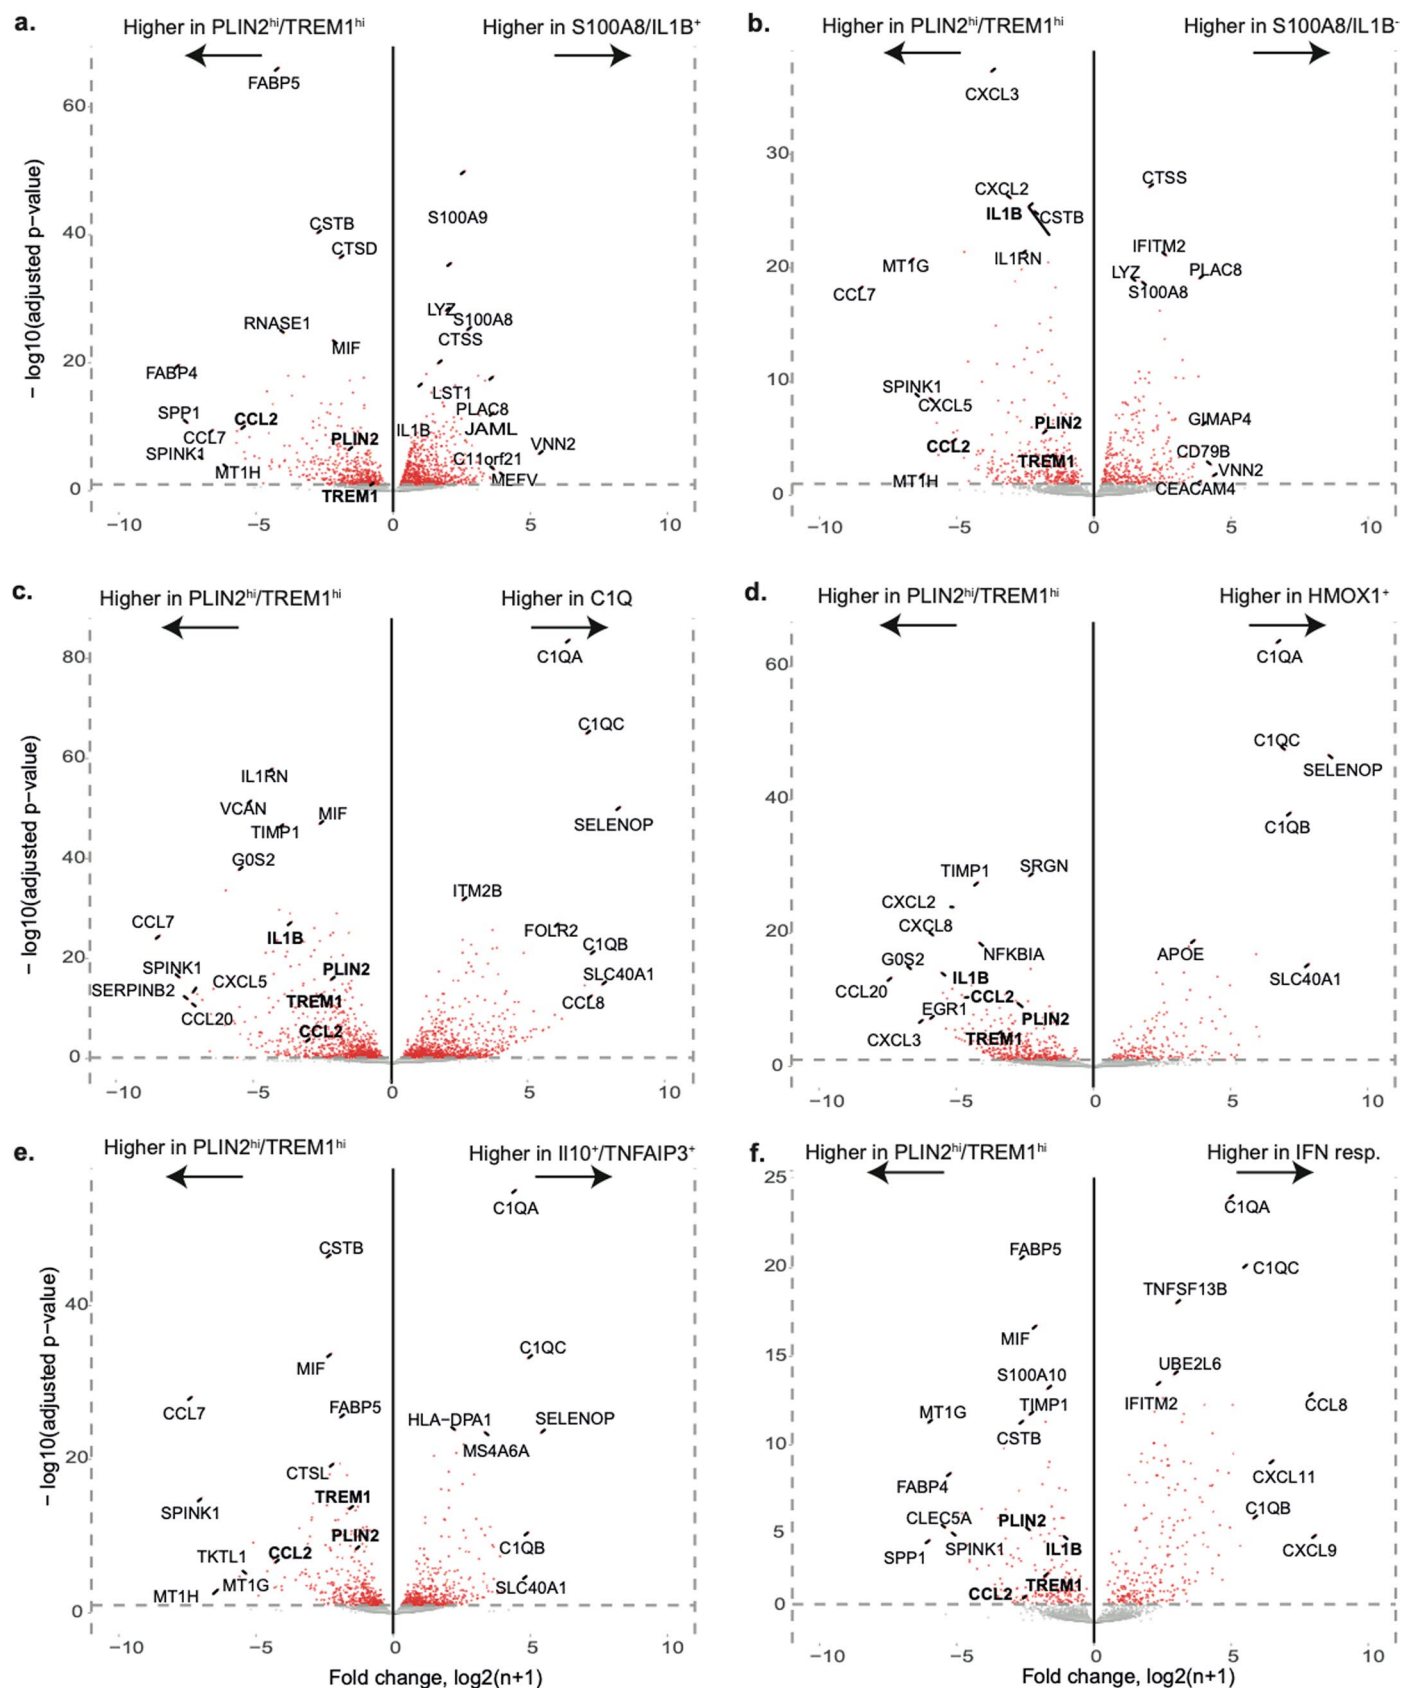 a.
Higher in PLIN2hi/TREM1hi
Higher in S100A8/IL1B+
− log10(adjusted p−value)
60
40
20
0
FABP5
CSTB
CTSD
RNASE1
MIF
FABP4
SPP1
CCL2
CCL7
PLIN2
SPINK1
MT1H
TREM1
S100A9
LYZ
S100A8
CTSS
LST1
PLAC8
IL1B
JAML
VNN2
C11orf21
MEFV
−10
−5
0
5
10
b.
Higher in PLIN2hi/TREM1hi
Higher in S100A8/IL1B-
30
20
10
0
CXCL3
CXCL2
IL1B
CSTB
IL1RN
MT1G
CCL7
SPINK1
CXCL5
PLIN2
CCL2
TREM1
MT1H
CTSS
IFITM2
LYZ
PLAC8
S100A8
GIMAP4
CD79B
VNN2
CEACAM4
−10
−5
0
5
10
c.
Higher in PLIN2hi/TREM1hi
Higher in C1Q
− log10(adjusted p−value)
80
60
40
20
0
IL1RN
VCAN
MIF
TIMP1
G0S2
CCL7
IL1B
SPINK1
CXCL5
PLIN2
SERPINB2
TREM1
CCL20
CCL2
C1QA
C1QC
SELENOP
ITM2B
FOLR2
C1QB
SLC40A1
CCL8
−10
−5
0
5
10
d.
Higher in PLIN2hi/TREM1hi
Higher in HMOX1+
60
40
20
0
TIMP1
SRGN
CXCL2
CXCL8
NFKBIA
G0S2
IL1B
CCL20
CCL2
EGR1
PLIN2
CXCL3
TREM1
C1QA
C1QC
SELENOP
C1QB
APOE
SLC40A1
−10
−5
0
5
10
e.
Higher in PLIN2hi/TREM1hi
Higher in Il10+/TNFAIP3+
− log10(adjusted p−value)
40
20
0
CSTB
MIF
CCL7
FABP5
CTSL
TREM1
SPINK1
PLIN2
TKTL1
CCL2
MT1G
MT1H
C1QA
C1QC
HLA−DPA1
SELENOP
MS4A6A
C1QB
SLC40A1
−10
−5
0
5
10
Fold change, log2(n+1)
f.
Higher in PLIN2hi/TREM1hi
Higher in IFN resp.
25
20
15
10
5
0
FABP5
MIF
S100A10
TIMP1
MT1G
CSTB
FABP4
CLEC5A
PLIN2
SPP1
SPINK1
IL1B
TREM1
CCL2
C1QA
C1QC
TNFSF13B
UBE2L6
IFITM2
CCL8
CXCL11
C1QB
CXCL9
−10
−5
0
5
10
Fold change, log2(n+1)